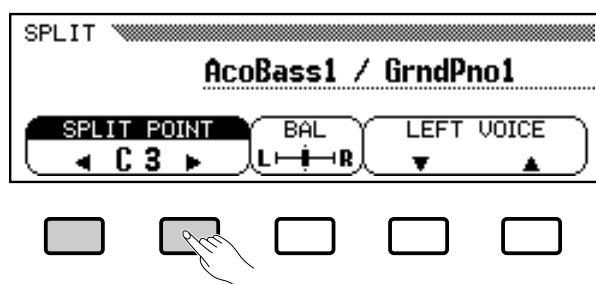 SPLIT
AcoBass1 / GrndPno1
SPLIT POINT BAL LEFT VOICE
◀ C 3 ▶ L R ▼ ▲